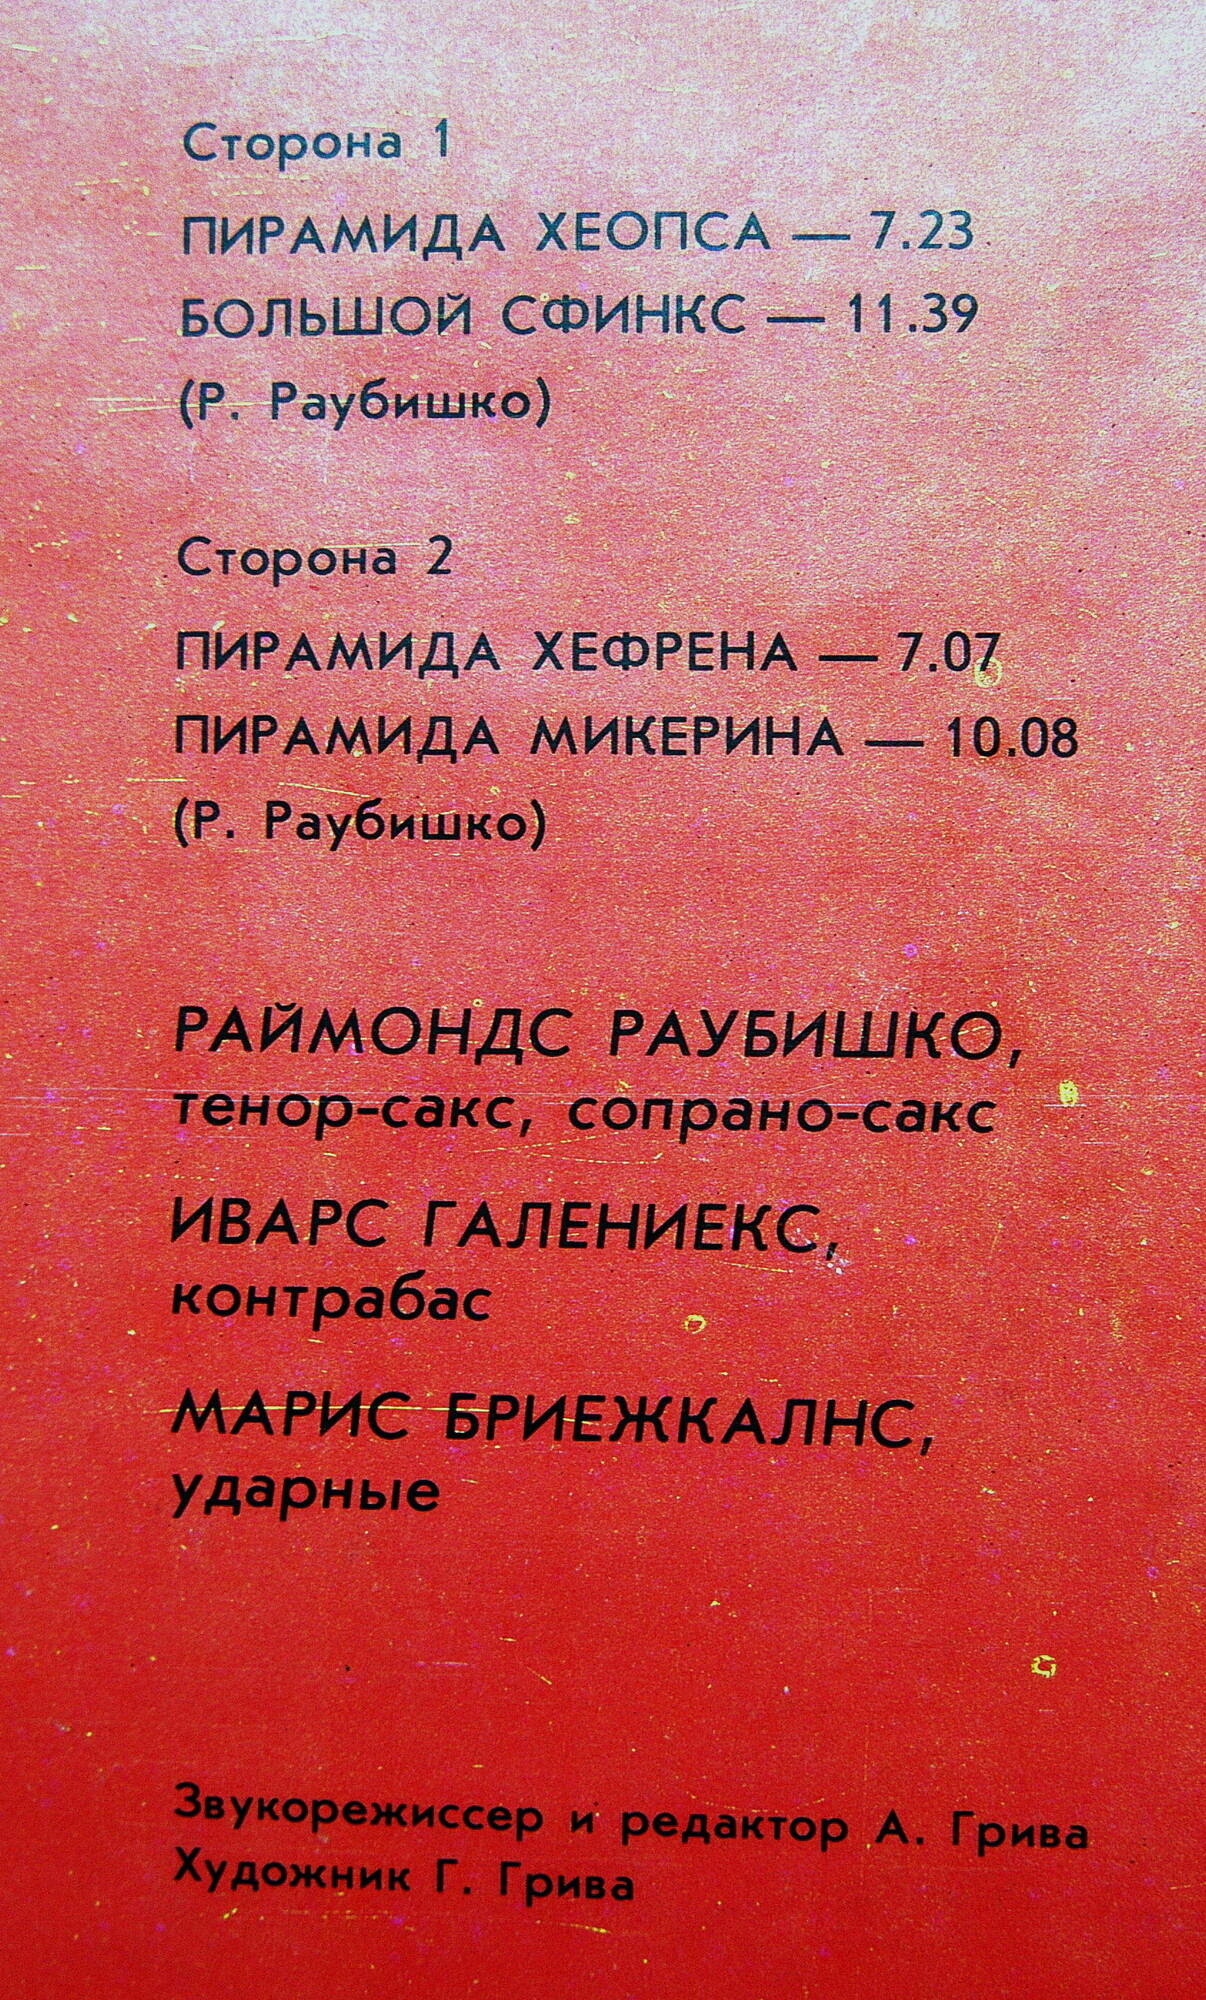 Сторона 1
ПИРАМИДА ХЕОПСА — 7.23
БОЛЬШОЙ СФИНКС — 11.39
(Р. Раубишко)
Сторона 2
ПИРАМИДА ХЕФРЕНА — 7.07
ПИРАМИДА МИКЕРИНА — 10.08
(Р. Раубишко)
РАЙМОНДС РАУБИШКО,
тенор-сакс, сопрано-сакс
ИВАРС ГАЛЕНИЕКС,
контрабас
МАРИС БРИЕЖКАЛНС,
ударные
Звукорежиссер и редактор А. Грива
Художник Г. Грива